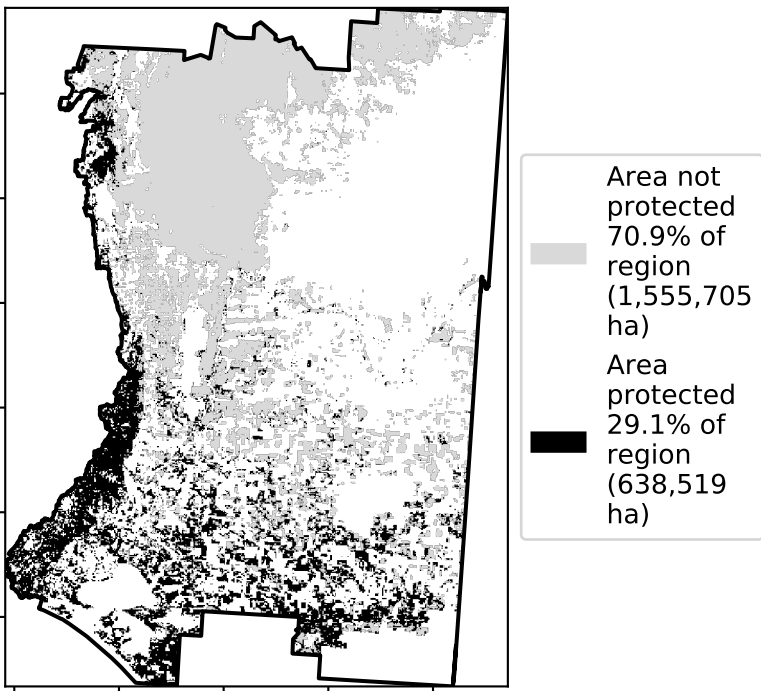 Area not
protected
70.9% of
region
(1,555,705
ha)
Area
protected
29.1% of
region
(638,519
ha)